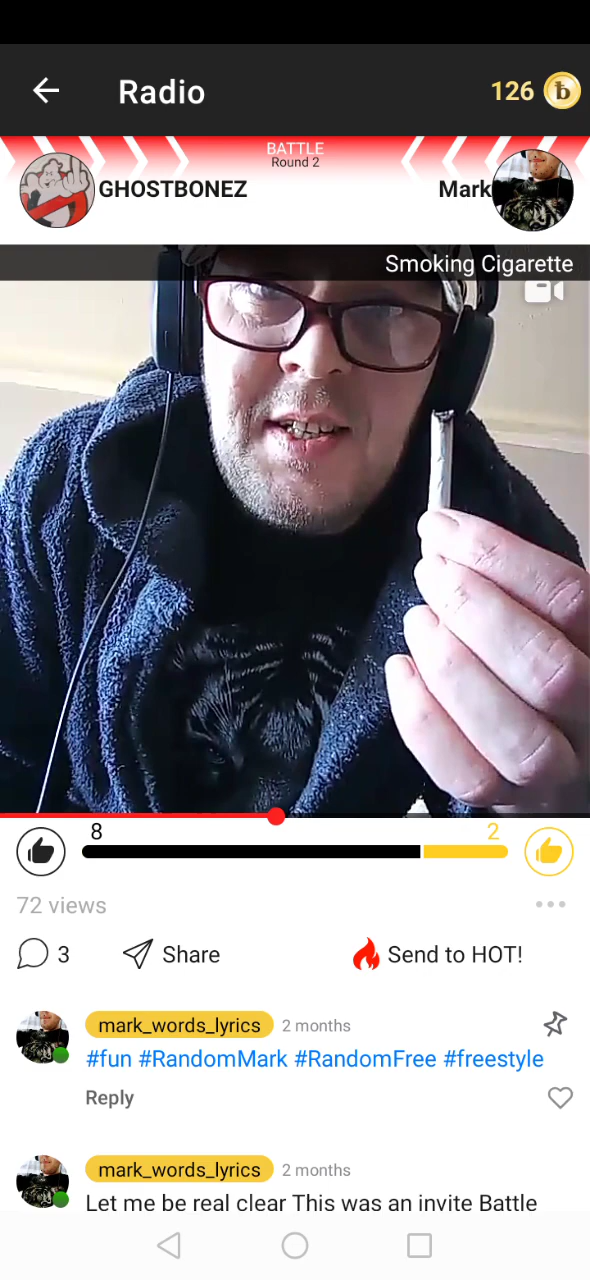 Radio
126
BATTLE
Round 2
GHOSTBONEZ
Mark
Smoking Cigarette
8
2
72 views
3
Share
Send to HOT!
mark_words_lyrics 2 months
#fun #RandomMark #RandomFree #freestyle
Reply
mark_words_lyrics 2 months
Let me be real clear This was an invite Battle